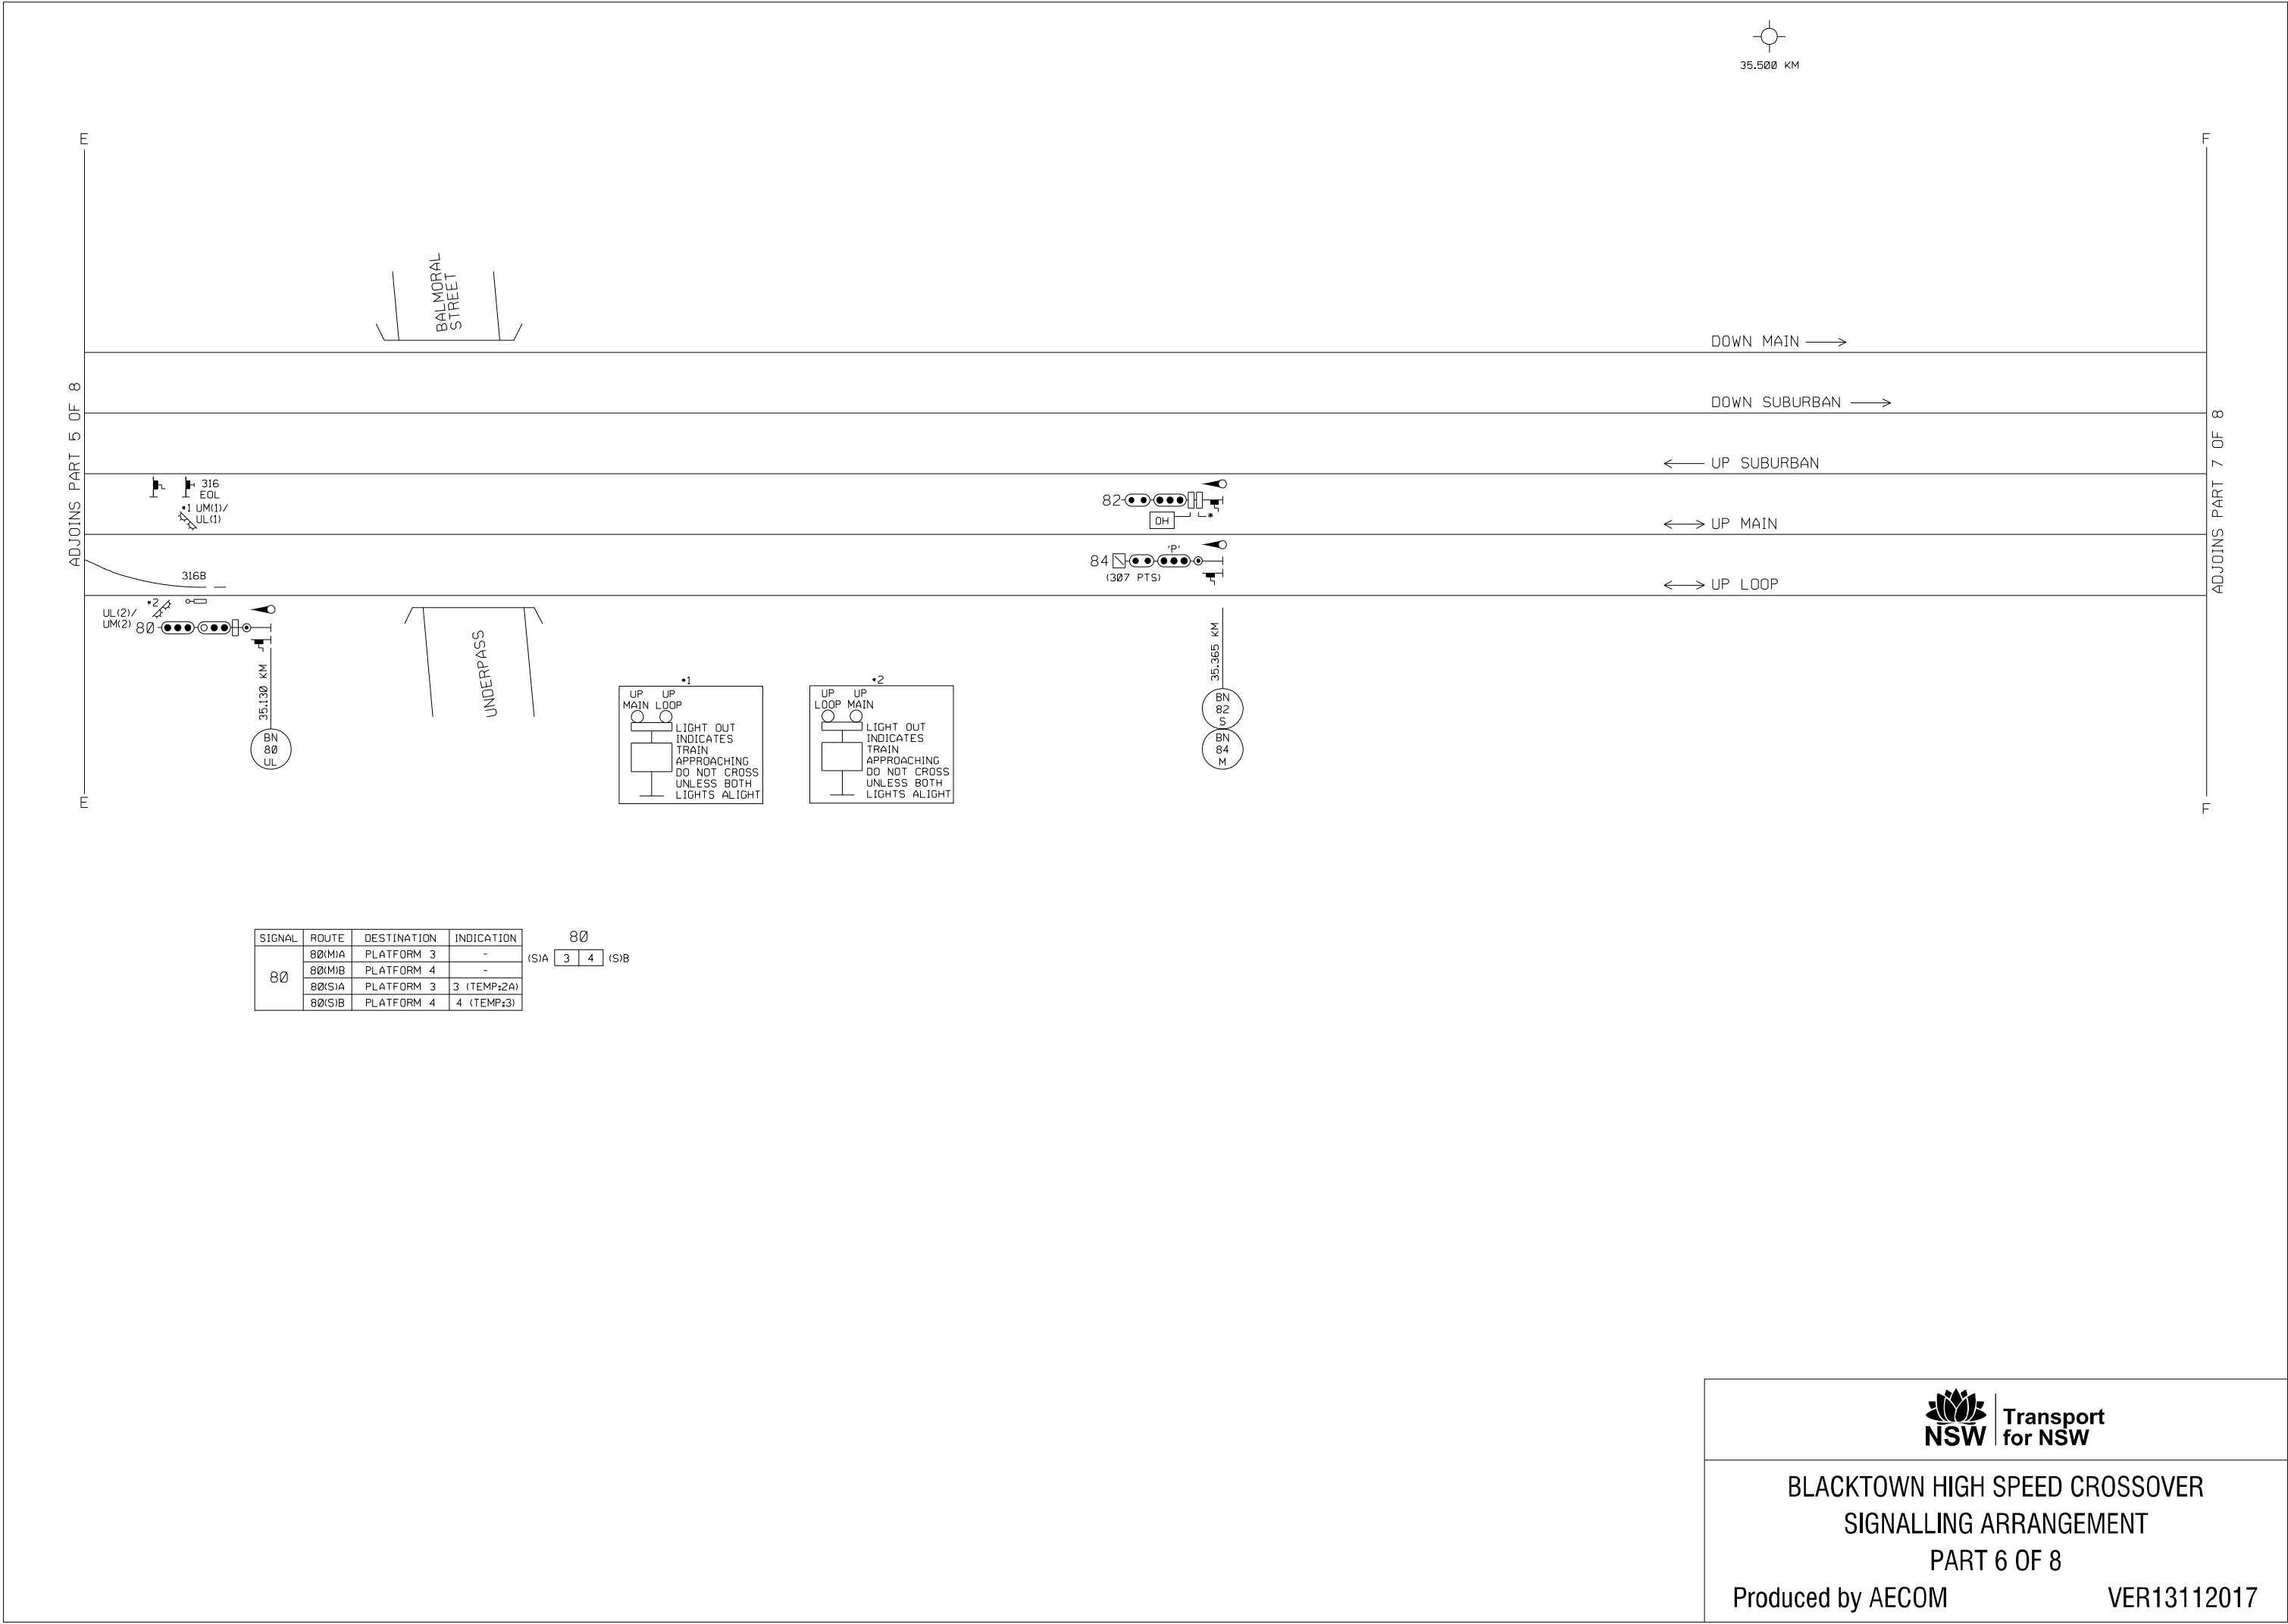 35.500 KM
E
F
BALMORAL
STREET
DOWN MAIN
DOWN SUBURBAN
ADJOINS PART 5 OF 8
ADJOINS PART 7 OF 8
UP SUBURBAN
316
EOL
*1 UM(1)/
UL(1)
82
OH
*
UP MAIN
'P'
84
(307 PTS)
316B
UP LOOP
*2
UL(2)/
UM(2) 80
35.130 KM
BN
80
UL
UNDERPASS
35.365 KM
BN
82
S
BN
84
M
*1
UP UP
MAIN LOOP
LIGHT OUT
INDICATES
TRAIN
APPROACHING
DO NOT CROSS
UNLESS BOTH
LIGHTS ALIGHT
*2
UP UP
LOOP MAIN
LIGHT OUT
INDICATES
TRAIN
APPROACHING
DO NOT CROSS
UNLESS BOTH
LIGHTS ALIGHT
E
F
SIGNAL ROUTE DESTINATION INDICATION
80
80(M)A PLATFORM 3 -
80(M)B PLATFORM 4 -
80(S)A PLATFORM 3 3 (TEMP:2A)
80(S)B PLATFORM 4 4 (TEMP:3)
80
(S)A 3 4 (S)B
NSW
Transport
for NSW
BLACKTOWN HIGH SPEED CROSSOVER
SIGNALLING ARRANGEMENT
PART 6 OF 8
Produced by AECOM VER13112017